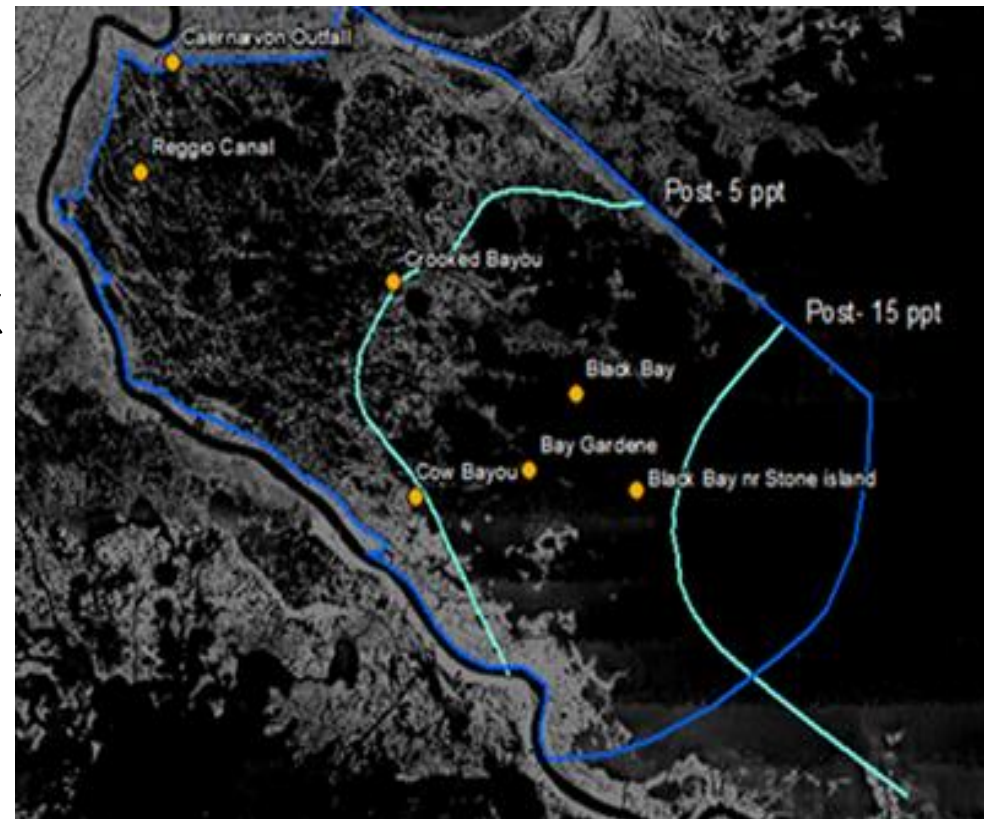 Caernarvon Outfall
Reggio Canal
Post- 5 ppt
Crooked Bayou
Post- 15 ppt
Black Bay
Bay Gardene
Cow Bayou
Black Bay nr Stone island